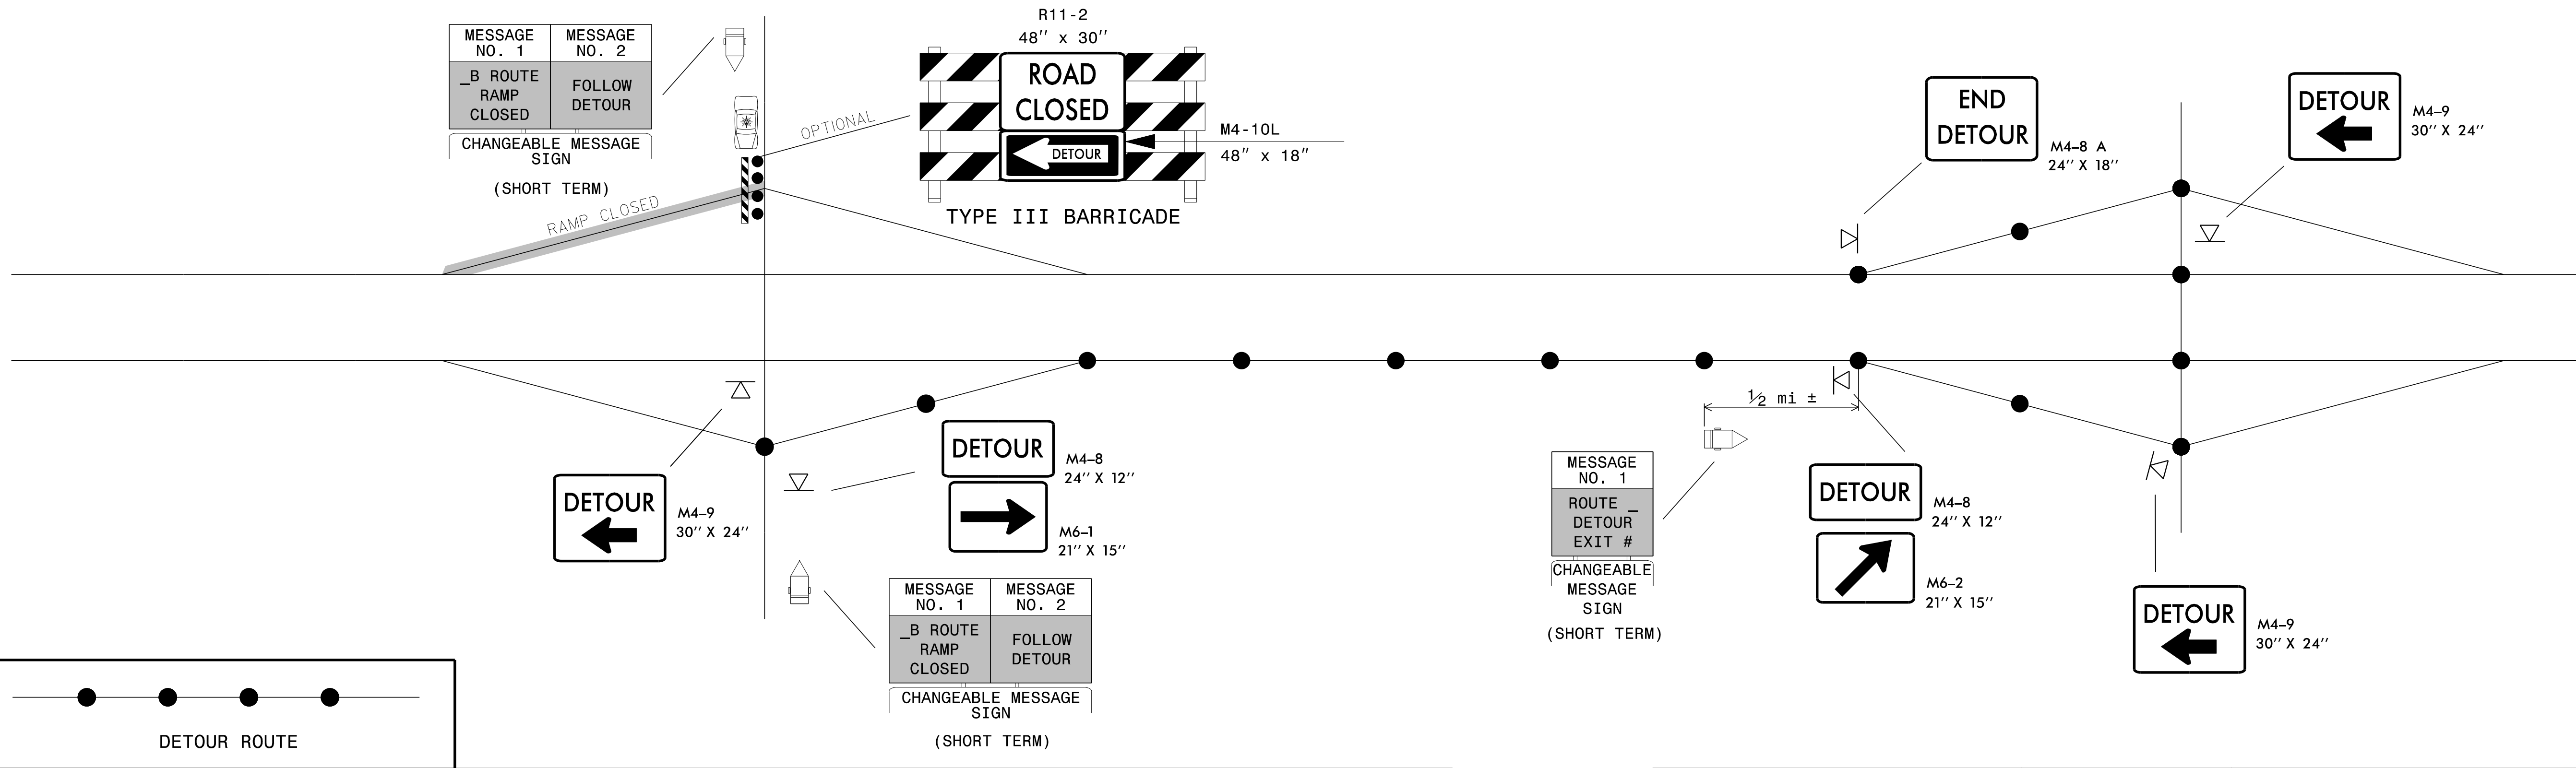 MESSAGE NO. 1
MESSAGE NO. 2
_B ROUTE
RAMP
CLOSED
FOLLOW
DETOUR
CHANGEABLE MESSAGE
SIGN
(SHORT TERM)
RAMP CLOSED
OPTIONAL
R11-2
48'' x 30''
ROAD
CLOSED
DETOUR
M4-10L
48'' x 18''
TYPE III BARRICADE
END
DETOUR
M4-8 A
24'' X 18''
DETOUR
M4-9
30'' X 24''
DETOUR
M4-9
30'' X 24''
DETOUR
M4-8
24'' X 12''
M6-1
21'' X 15''
MESSAGE NO. 1
MESSAGE NO. 2
_B ROUTE
RAMP
CLOSED
FOLLOW
DETOUR
CHANGEABLE MESSAGE
SIGN
(SHORT TERM)
1/2 mi ±
MESSAGE
NO. 1
ROUTE _
DETOUR
EXIT #
CHANGEABLE
MESSAGE
SIGN
(SHORT TERM)
DETOUR
M4-8
24'' X 12''
M6-2
21'' X 15''
DETOUR
M4-9
30'' X 24''
DETOUR ROUTE